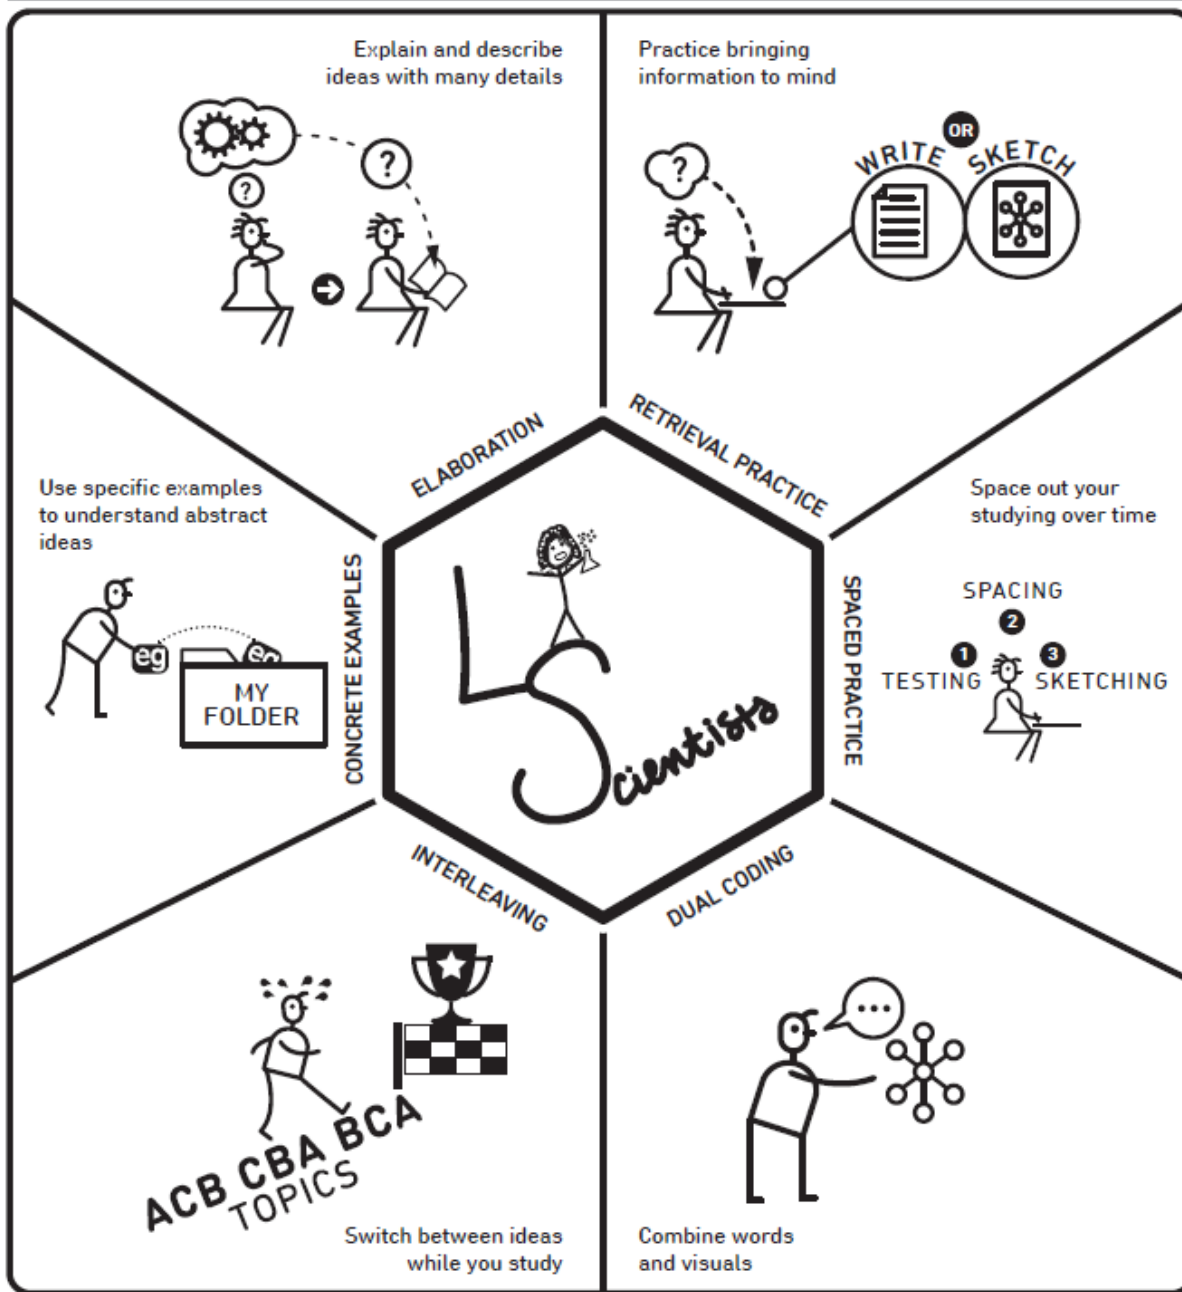 Explain and describe
ideas with many details
?
?
ELABORATION
Practice bringing
information to mind
?
OR
WRITE
SKETCH
RETRIEVAL PRACTICE
Use specific examples
to understand abstract
ideas
eg
eg
MY
FOLDER
CONCRETE EXAMPLES
LScientists
Space out your
studying over time
SPACING
2
1
3
TESTING
SKETCHING
SPACED PRACTICE
INTERLEAVING
ACB CBA BCA
TOPICS
Switch between ideas
while you study
DUAL CODING
...
Combine words
and visuals